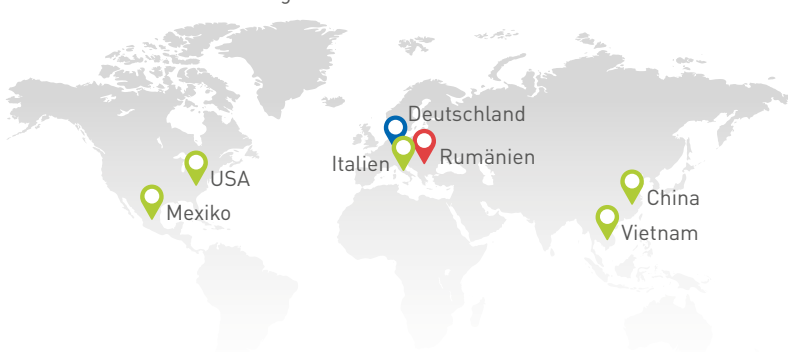 Deutschland
Italien
Rumänien
USA
Mexiko
China
Vietnam